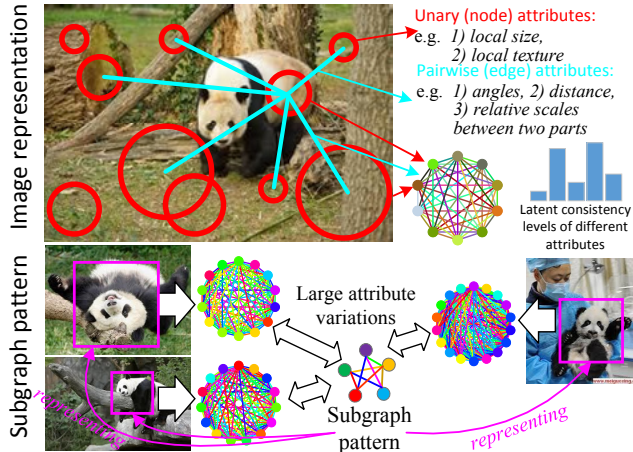 Image representation
Unary (node) attributes:
e.g. 1) local size,
2) local texture
Pairwise (edge) attributes:
e.g. 1) angles, 2) distance,
3) relative scales
between two parts
Latent consistency
levels of different
attributes
Subgraph pattern
Large attribute
variations
Subgraph
pattern
representing
representing